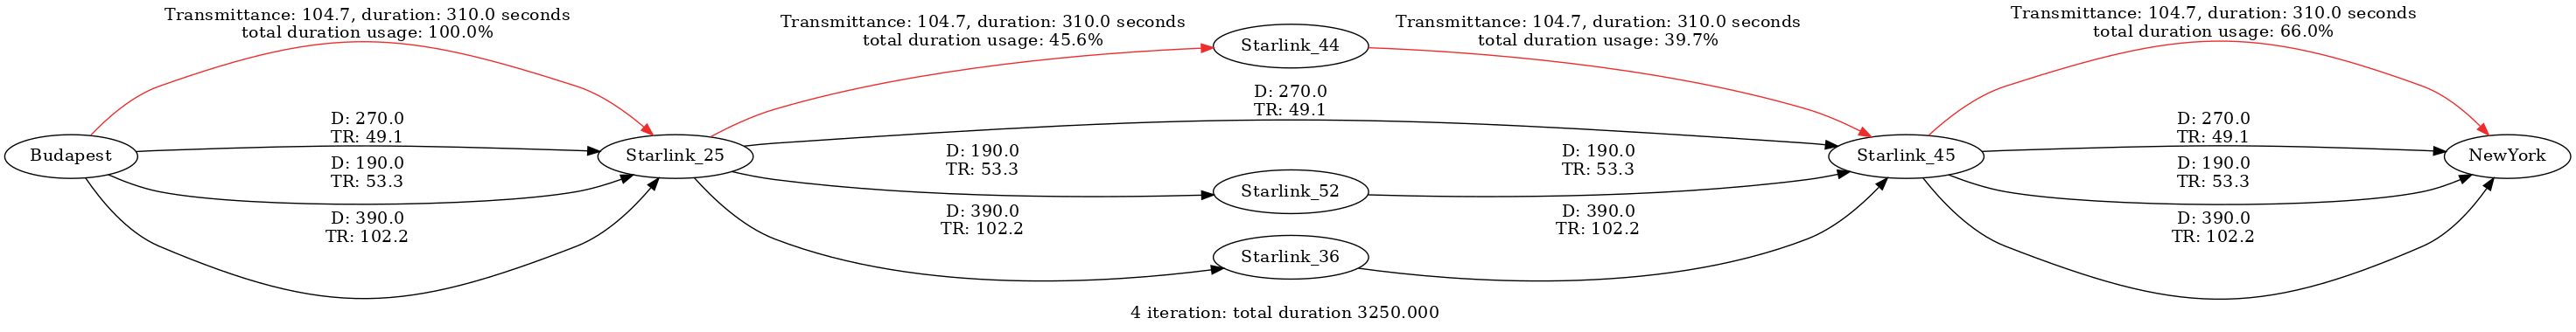 Transmittance: 104.7, duration: 310.0 seconds
total duration usage: 100.0%
Transmittance: 104.7, duration: 310.0 seconds
total duration usage: 45.6%
Transmittance: 104.7, duration: 310.0 seconds
total duration usage: 39.7%
Transmittance: 104.7, duration: 310.0 seconds
total duration usage: 66.0%
Starlink_44
D: 270.0
TR: 49.1
D: 270.0
TR: 49.1
D: 270.0
TR: 49.1
Budapest
Starlink_25
Starlink_45
NewYork
D: 190.0
TR: 53.3
D: 190.0
TR: 53.3
D: 190.0
TR: 53.3
D: 190.0
TR: 53.3
Starlink_52
D: 390.0
TR: 102.2
D: 390.0
TR: 102.2
D: 390.0
TR: 102.2
D: 390.0
TR: 102.2
Starlink_36
4 iteration: total duration 3250.000